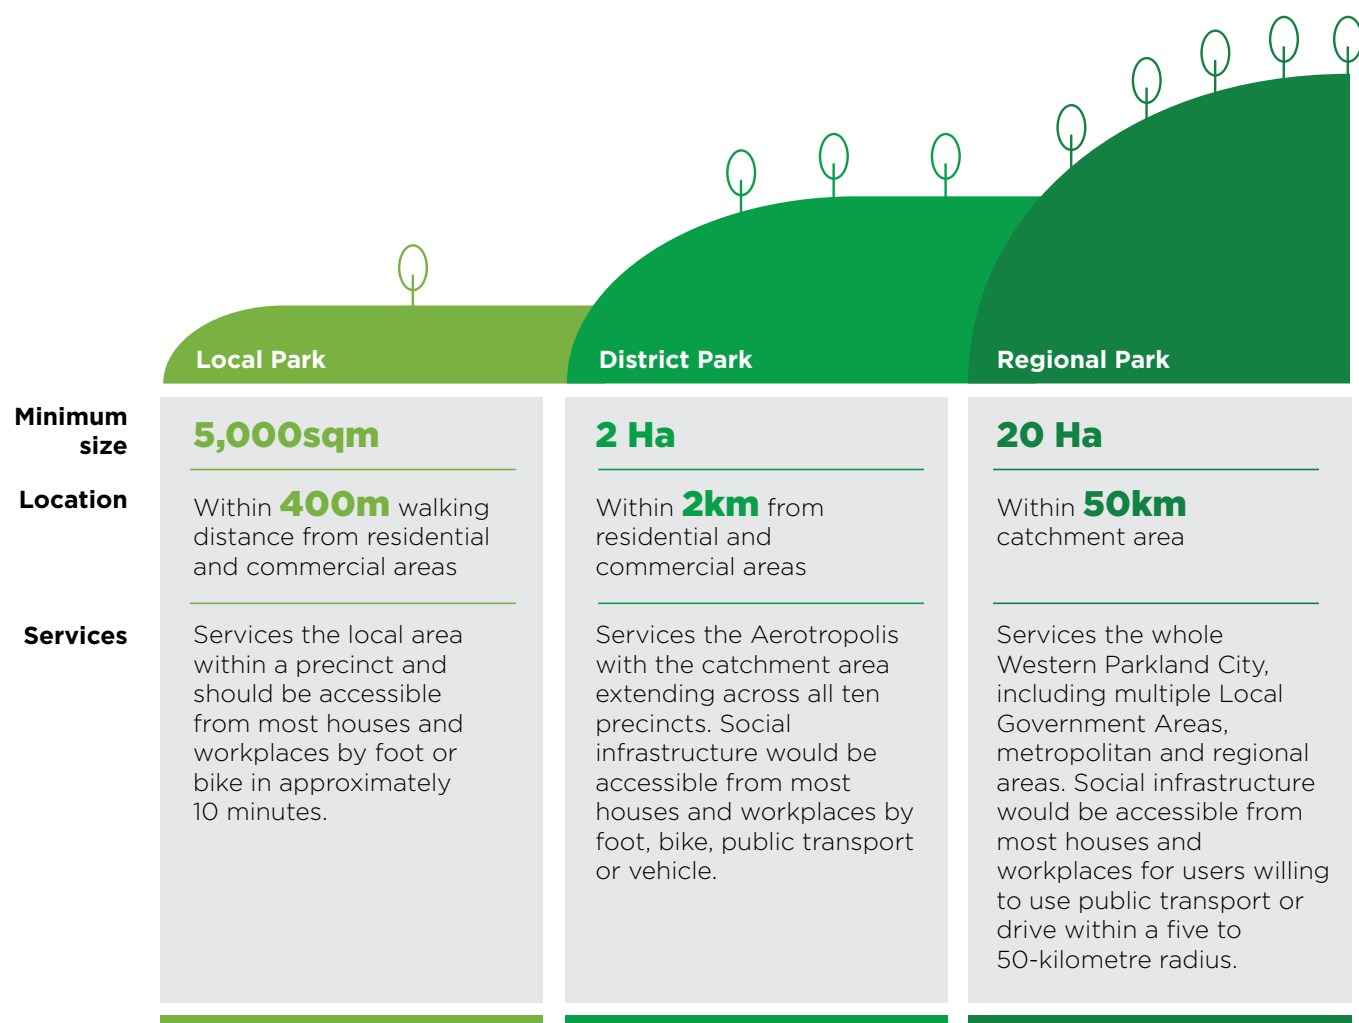 Local Park
District Park
Regional Park
Minimum
size
5,000sqm
2 Ha
20 Ha
Location
Within 400m walking
distance from residential
and commercial areas
Within 2km from
residential and
commercial areas
Within 50km
catchment area
Services
Services the local area
within a precinct and
should be accessible
from most houses and
workplaces by foot or
bike in approximately
10 minutes.
Services the Aerotropolis
with the catchment area
extending across all ten
precincts. Social
infrastructure would be
accessible from most
houses and workplaces by
foot, bike, public transport
or vehicle.
Services the whole
Western Parkland City,
including multiple Local
Government Areas,
metropolitan and regional
areas. Social infrastructure
would be accessible from
most houses and
workplaces for users willing
to use public transport or
drive within a five to
50-kilometre radius.